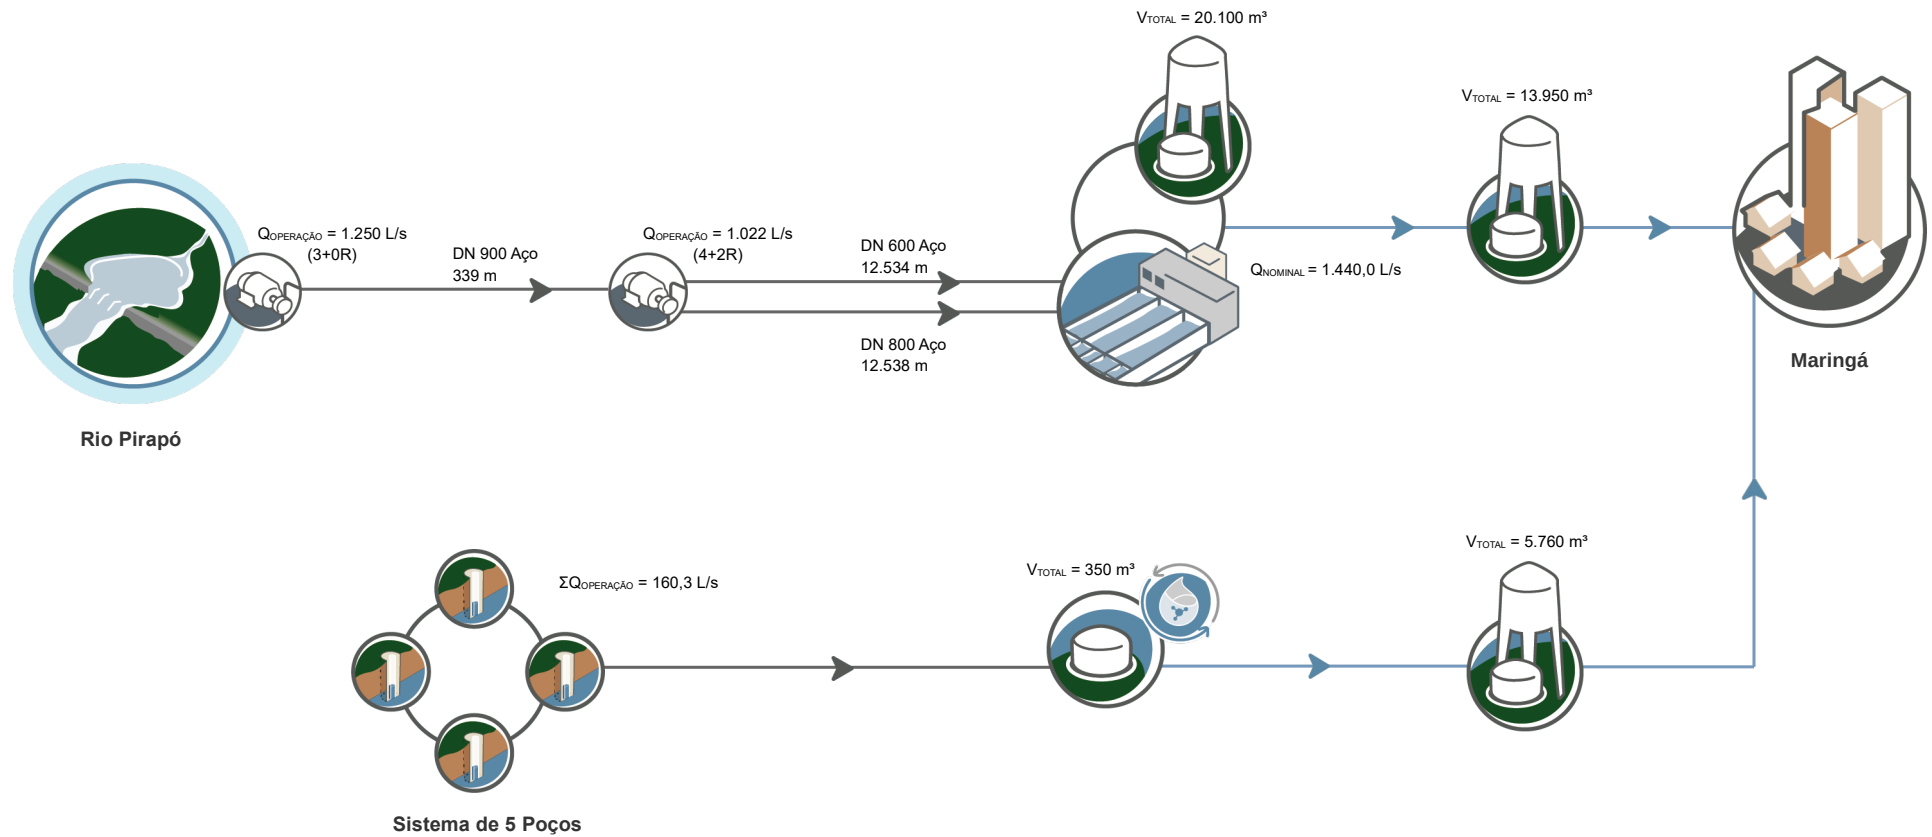 VTOTAL = 20.100 m³
VTOTAL = 13.950 m³
QOPERAÇÃO = 1.250 L/s
(3+0R)
DN 900 Aço
339 m
QOPERAÇÃO = 1.022 L/s
(4+2R)
DN 600 Aço
12.534 m
QNOMINAL = 1.440,0 L/s
DN 800 Aço
12.538 m
Maringá
Rio Pirapó
ΣQOPERAÇÃO = 160,3 L/s
VTOTAL = 350 m³
VTOTAL = 5.760 m³
Sistema de 5 Poços